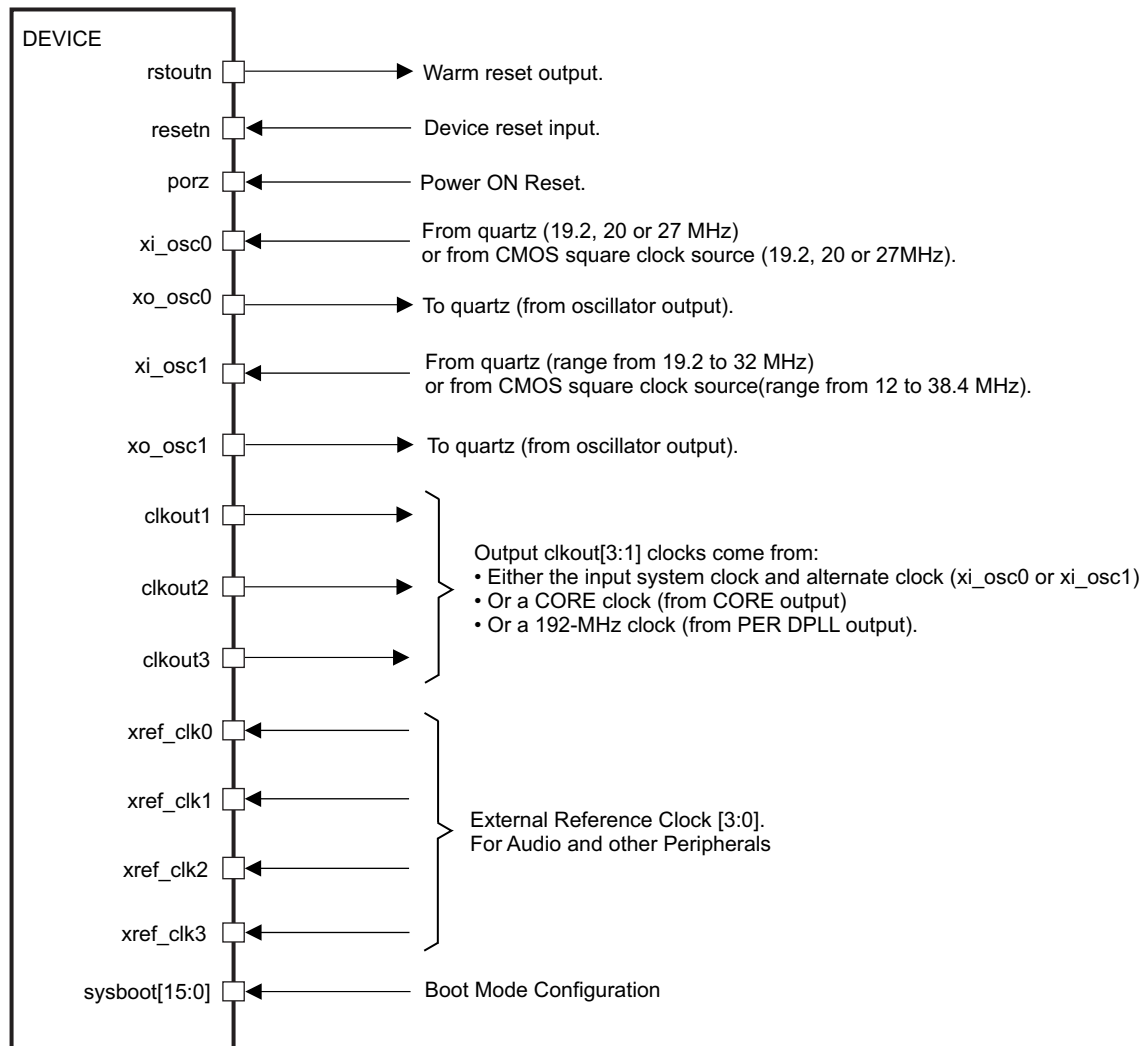 DEVICE
rstoutn
Warm reset output.
resetn
Device reset input.
porz
Power ON Reset.
xi_osc0
From quartz (19.2, 20 or 27 MHz)
or from CMOS square clock source (19.2, 20 or 27MHz).
xo_osc0
To quartz (from oscillator output).
xi_osc1
From quartz (range from 19.2 to 32 MHz)
or from CMOS square clock source(range from 12 to 38.4 MHz).
xo_osc1
To quartz (from oscillator output).
clkout1
clkout2
clkout3
Output clkout[3:1] clocks come from:
• Either the input system clock and alternate clock (xi_osc0 or xi_osc1)
• Or a CORE clock (from CORE output)
• Or a 192-MHz clock (from PER DPLL output).
xref_clk0
xref_clk1
xref_clk2
xref_clk3
External Reference Clock [3:0].
For Audio and other Peripherals
sysboot[15:0]
Boot Mode Configuration